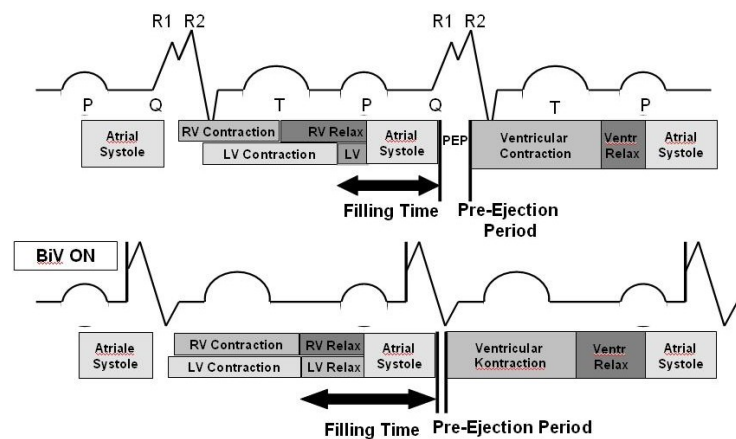 R1 R2 R1 R2
P Q T P Q T P
Atrial Systole RV Contraction RV Relax Atrial Systole PEP Ventricular Contraction Ventr Relax Atrial Systole
LV Contraction LV
Filling Time Pre-Ejection Period
BiV ON
Atriale Systole RV Contraction RV Relax Atrial Systole Ventricular Kontraction Ventr Relax Atrial Systole
LV Contraction LV Relax
Filling Time Pre-Ejection Period